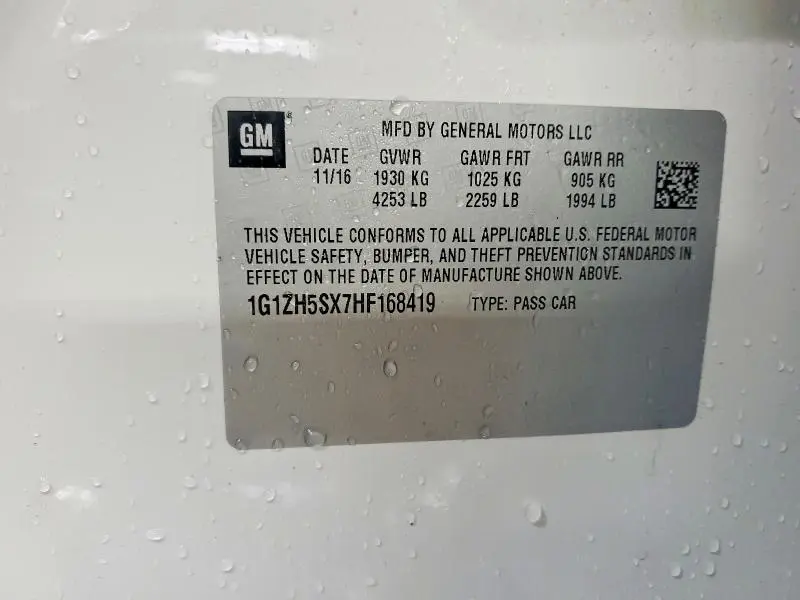 GM
MFD BY GENERAL MOTORS LLC
DATE GVWR GAWR FRT GAWR RR
11/16 1930 KG 1025 KG 905 KG
4253 LB 2259 LB 1994 LB
THIS VEHICLE CONFORMS TO ALL APPLICABLE U.S. FEDERAL MOTOR
VEHICLE SAFETY, BUMPER, AND THEFT PREVENTION STANDARDS IN
EFFECT ON THE DATE OF MANUFACTURE SHOWN ABOVE.
1G1ZH5SX7HF168419 TYPE: PASS CAR